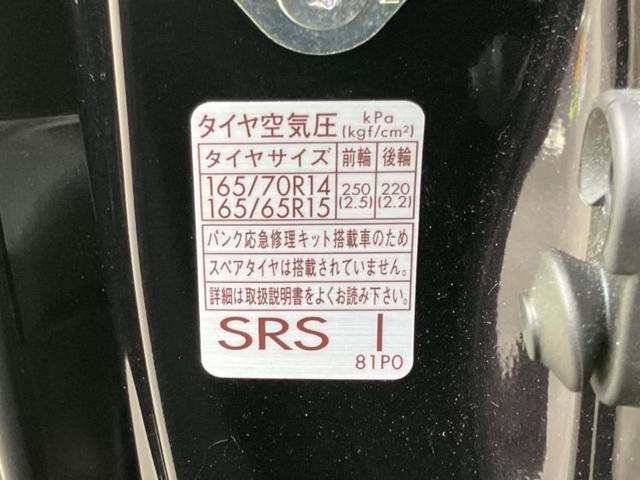 タイヤ空気圧 kPa (kgf/cm²)
タイヤサイズ 前輪 後輪
165/70R14 250 220
165/65R15 (2.5) (2.2)
パンク応急修理キット搭載車のため
スペアタイヤは搭載されていません。
詳細は取扱説明書をよくお読み下さい。
SRS I
81P0